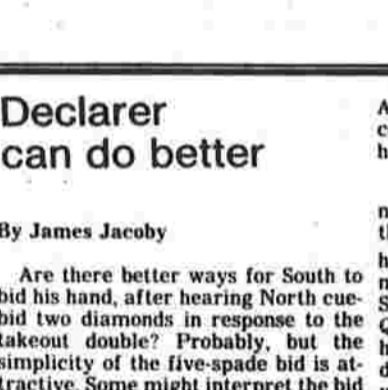 Declarer
can do better
By James Jacoby
Are there better ways for South to
bid his hand, after hearing North cue-
bid two diamonds in response to the
takeout double? Probably, but the
simplicity of the five-spade bid is at-
tractive. Some might interpret the bid